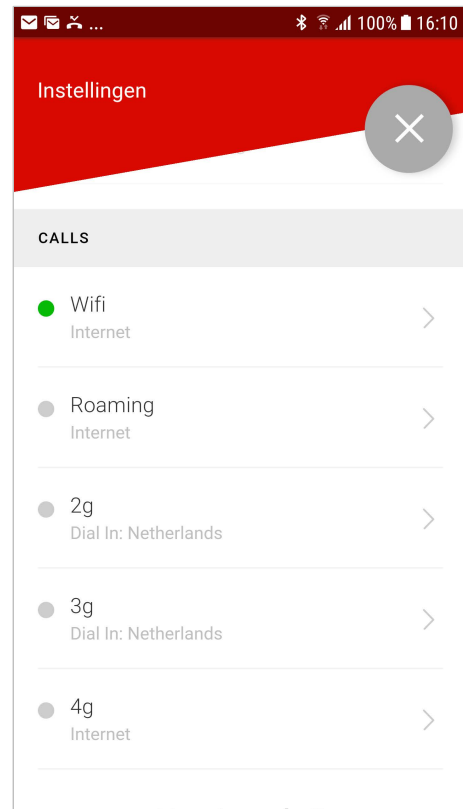 ... 100% 16:10
Instellingen
CALLS
Wifi
Internet
Roaming
Internet
2g
Dial In: Netherlands
3g
Dial In: Netherlands
4g
Internet